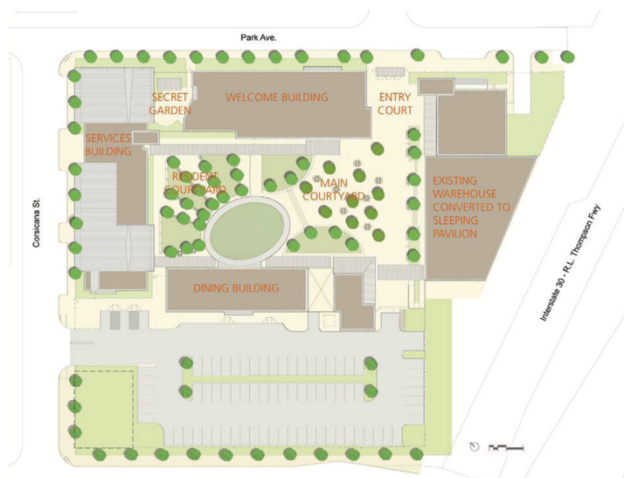 Park Ave.
SECRET
GARDEN
WELCOME BUILDING
ENTRY
COURT
SERVICES
BUILDING
RESIDENT
COURTYARD
MAIN
COURTYARD
EXISTING
WAREHOUSE
CONVERTED TO
SLEEPING
PAVILION
Corsicana St.
DINING BUILDING
Interstate 30 - R.L. Thompson Fwy